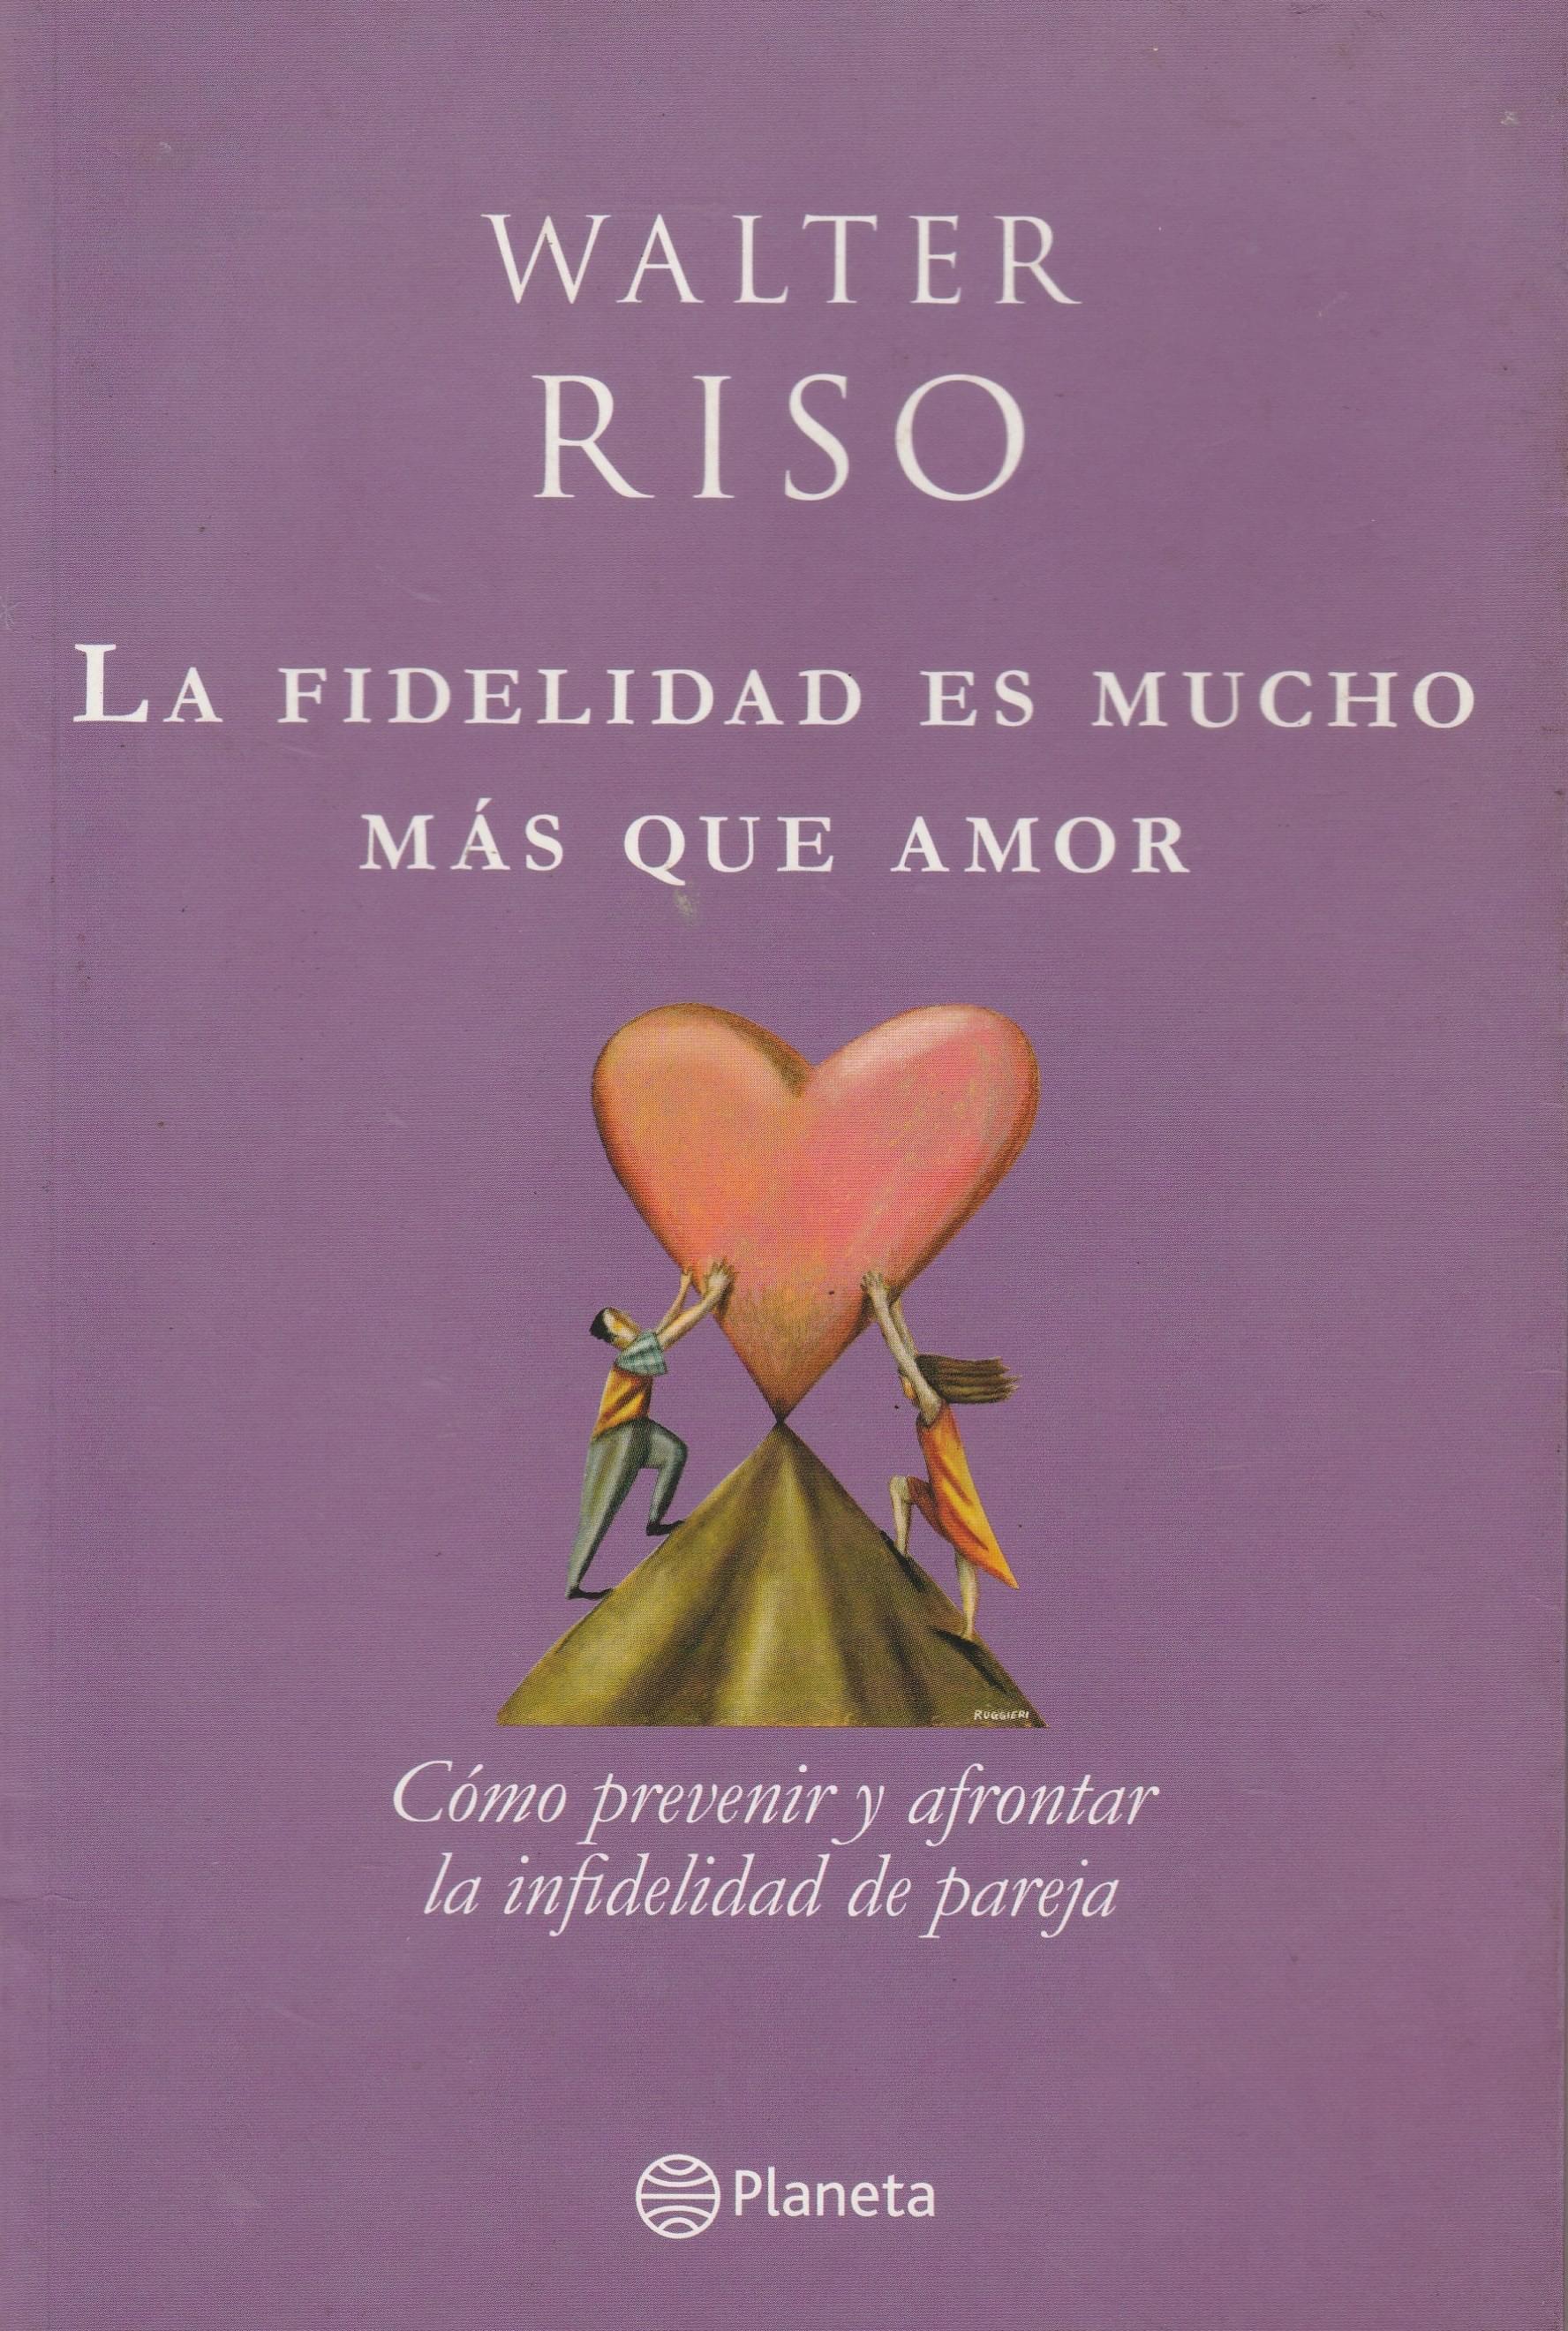 WALTER
RISO
LA FIDELIDAD ES MUCHO
MÁS QUE AMOR
RUGGIERI
Cómo prevenir y afrontar
la infidelidad de pareja
Planeta